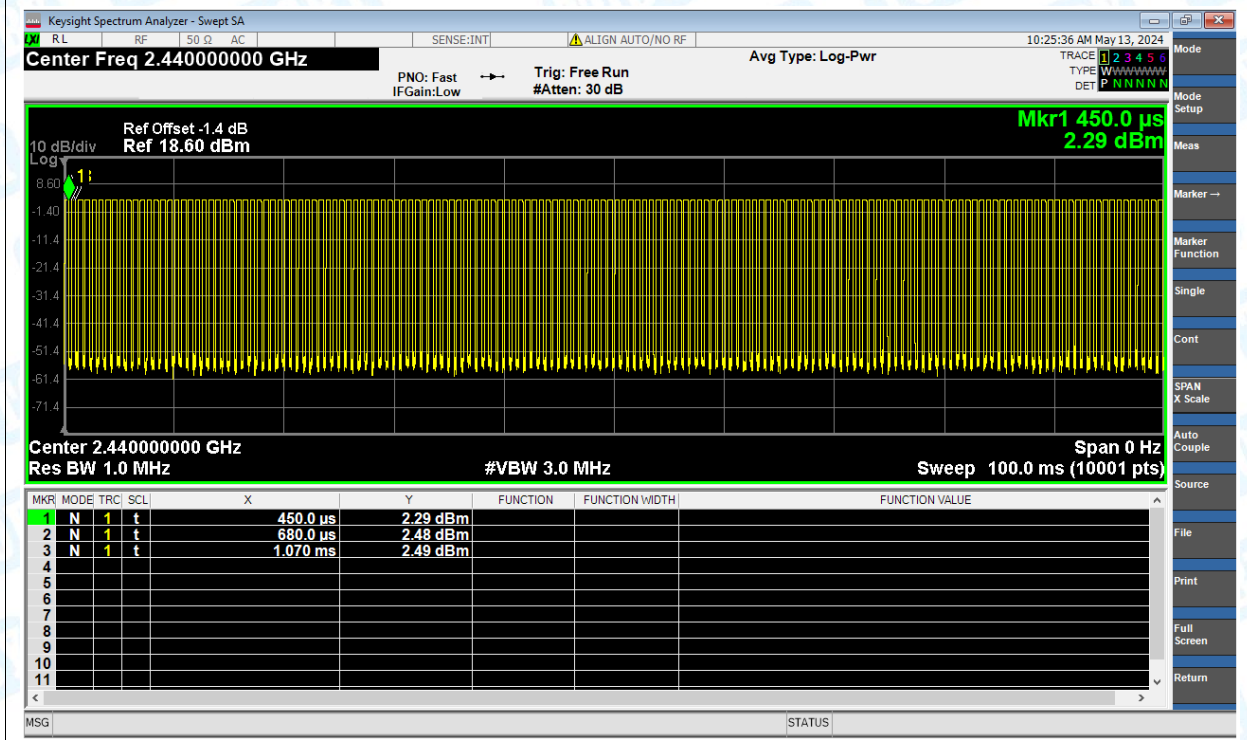 Keysight Spectrum Analyzer - Swept SA
LXI RL RF 50 Ω AC SENSE:INT ALIGN AUTO/NO RF 10:25:36 AM May 13, 2024
Center Freq 2.440000000 GHz
PNO: Fast
IFGain:Low
Trig: Free Run
#Atten: 30 dB
Avg Type: Log-Pwr
TRACE 1 2 3 4 5 6
TYPE WWWWWWW
DET P N N N N N
Ref Offset -1.4 dB
10 dB/div Ref 18.60 dBm
Log
Mkr1 450.0 µs
2.29 dBm
1
8.60
-1.40
-11.4
-21.4
-31.4
-41.4
-51.4
-61.4
-71.4
Center 2.440000000 GHz Span 0 Hz
Res BW 1.0 MHz #VBW 3.0 MHz Sweep 100.0 ms (10001 pts)
MKR MODE TRC SCL X Y FUNCTION FUNCTION WIDTH FUNCTION VALUE
1 N 1 t 450.0 µs 2.29 dBm
2 N 1 t 680.0 µs 2.48 dBm
3 N 1 t 1.070 ms 2.49 dBm
4
5
6
7
8
9
10
11
MSG STATUS
Mode
Mode
Setup
Meas
Marker →
Marker
Function
Single
Cont
SPAN
X Scale
Auto
Couple
Source
File
Print
Full
Screen
Return